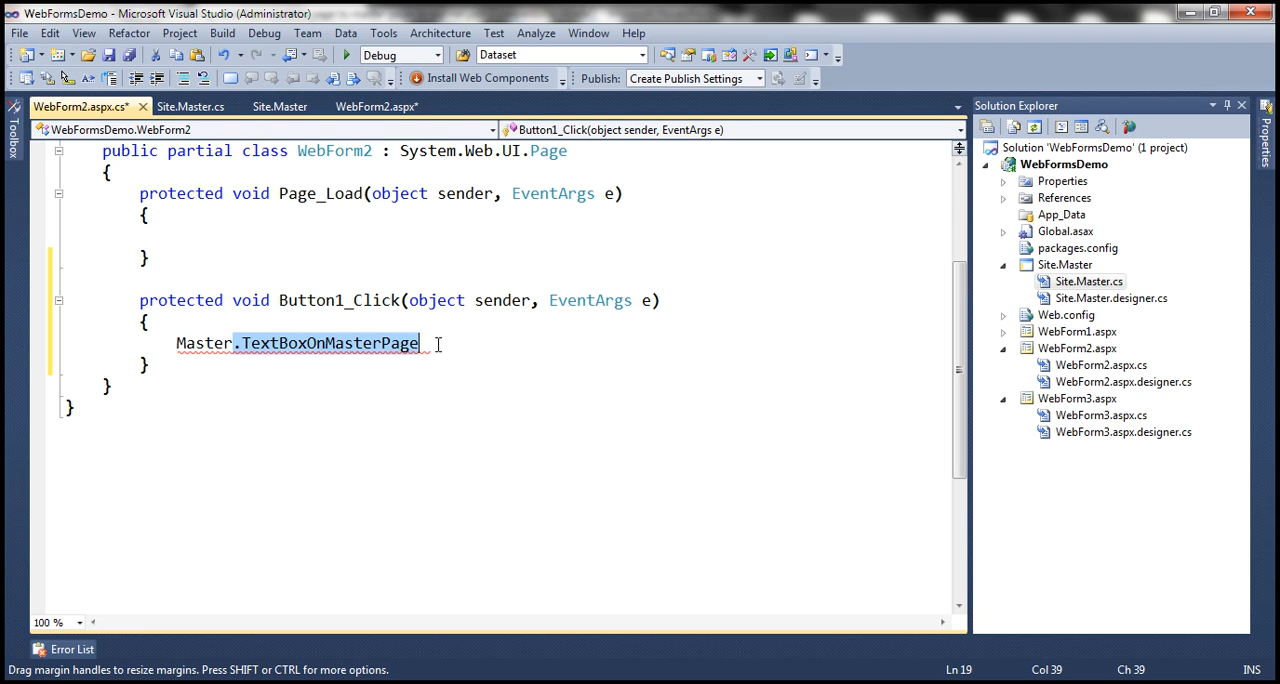 WebFormsDemo - Microsoft Visual Studio (Administrator)
File Edit View Refactor Project Build Debug Team Data Tools Architecture Test Analyze Window Help
Debug Dataset
Install Web Components Publish: Create Publish Settings
WebForm2.aspx.cs* Site.Master.cs Site.Master WebForm2.aspx* Solution Explorer
Toolbox
Properties
WebFormsDemo.WebForm2 Button1_Click(object sender, EventArgs e)
public partial class WebForm2 : System.Web.UI.Page
{
protected void Page_Load(object sender, EventArgs e)
{
}
protected void Button1_Click(object sender, EventArgs e)
{
Master.TextBoxOnMasterPage
}
}
}
Solution 'WebFormsDemo' (1 project)
WebFormsDemo
Properties
References
App_Data
Global.asax
packages.config
Site.Master
Site.Master.cs
Site.Master.designer.cs
Web.config
WebForm1.aspx
WebForm2.aspx
WebForm2.aspx.cs
WebForm2.aspx.designer.cs
WebForm3.aspx
WebForm3.aspx.cs
WebForm3.aspx.designer.cs
100 %
Error List
Drag margin handles to resize margins. Press SHIFT or CTRL for more options. Ln 19 Col 39 Ch 39 INS